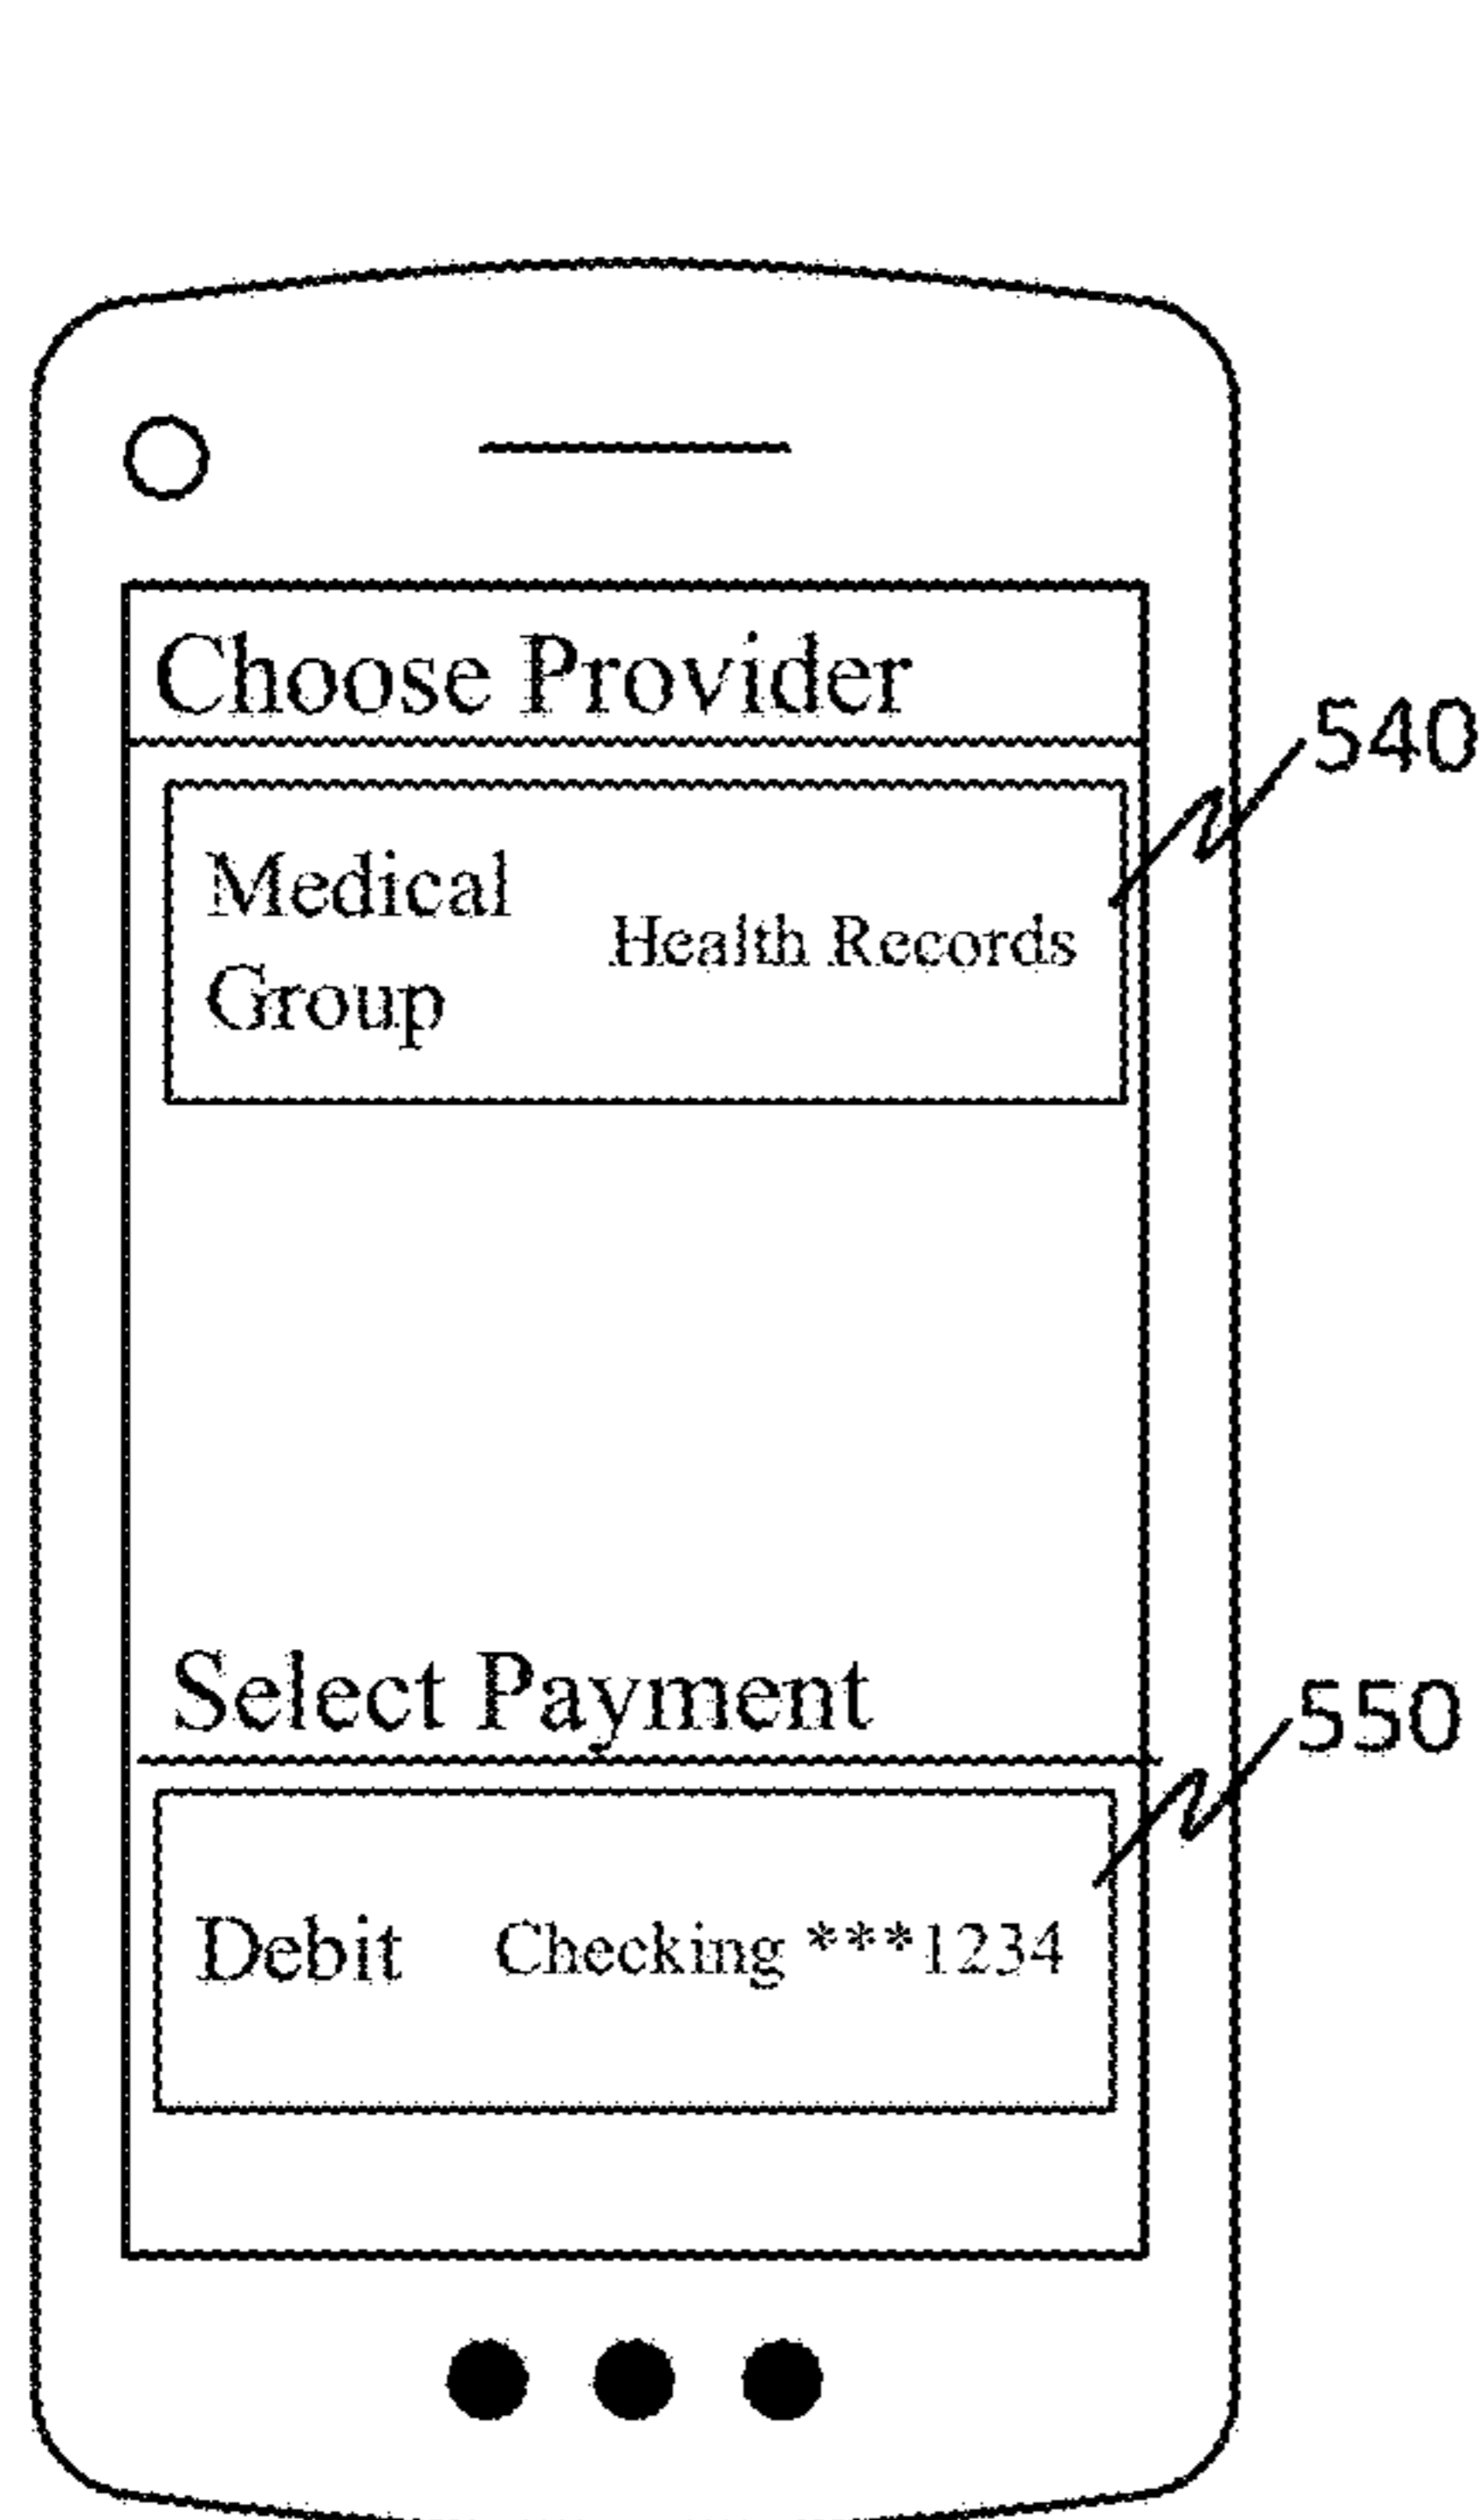 Choose Provider
540
Medical
Group
Health Records
Select Payment
550
Debit Checking ***1234